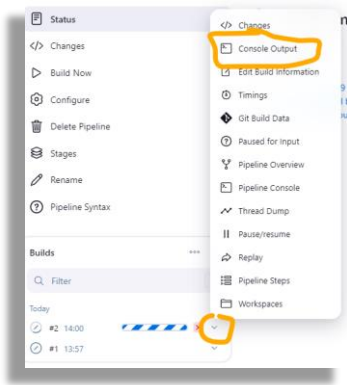 Status
Changes
Build Now
Configure
Delete Pipeline
Stages
Rename
Pipeline Syntax
Builds
Filter
Today
#2 14:00
#1 13:57
Changes
Console Output
Edit Build Information
Timings
Git Build Data
Paused for Input
Pipeline Overview
Pipeline Console
Thread Dump
Pause/resume
Replay
Pipeline Steps
Workspaces